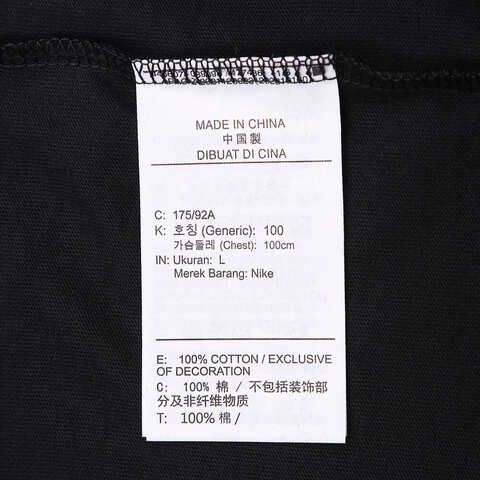 MADE IN CHINA
中国製
DIBUAT DI CINA
C: 175/92A
K: 호칭 (Generic): 100
가슴둘레 (Chest): 100cm
IN: Ukuran: L
Merek Barang: Nike
E: 100% COTTON / EXCLUSIVE
OF DECORATION
C: 100% 棉 / 不包括装饰部
分及非纤维物质
T: 100% 棉 /